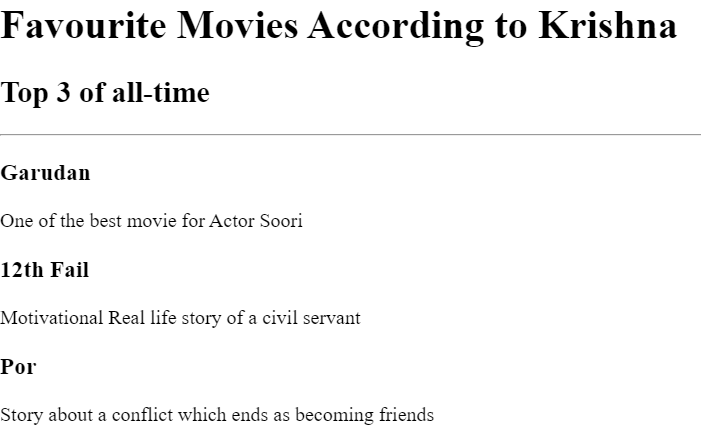 Favourite Movies According to Krishna
Top 3 of all-time
Garudan
One of the best movie for Actor Soori
12th Fail
Motivational Real life story of a civil servant
Por
Story about a conflict which ends as becoming friends